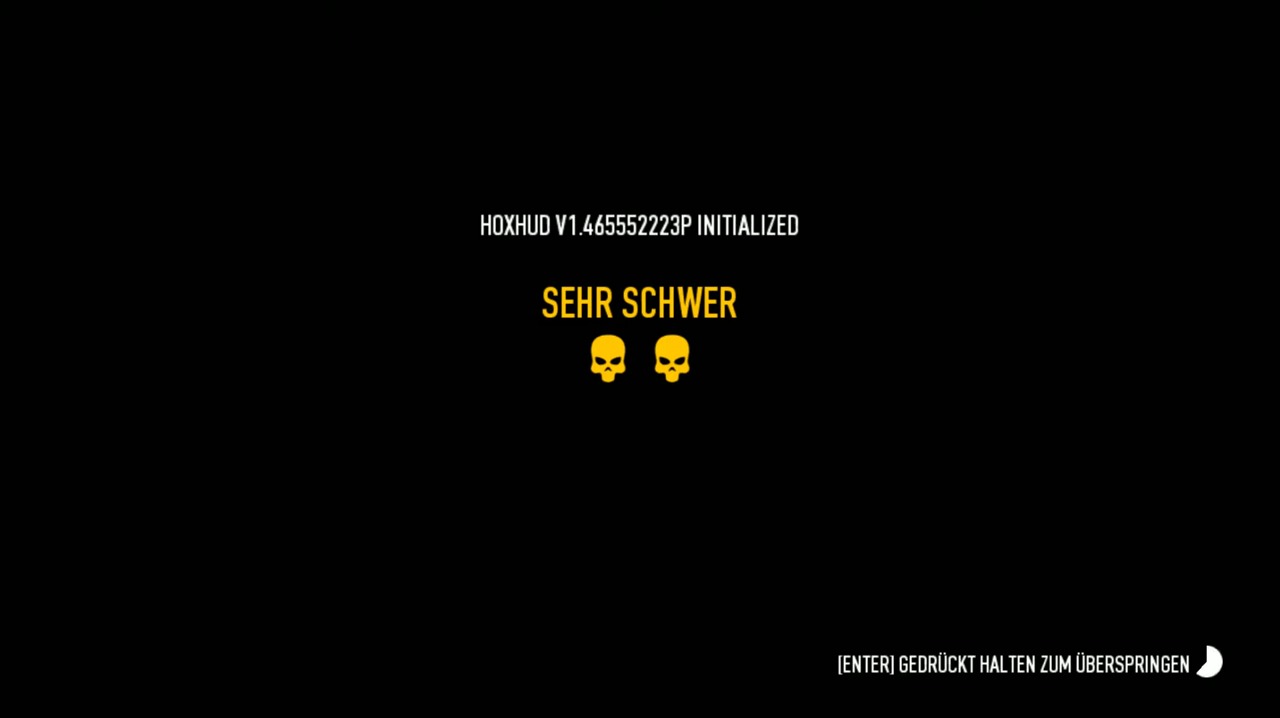 HOXHUD V1.465552223P INITIALIZED
SEHR SCHWER
[ENTER] GEDRÜCKT HALTEN ZUM ÜBERSPRINGEN